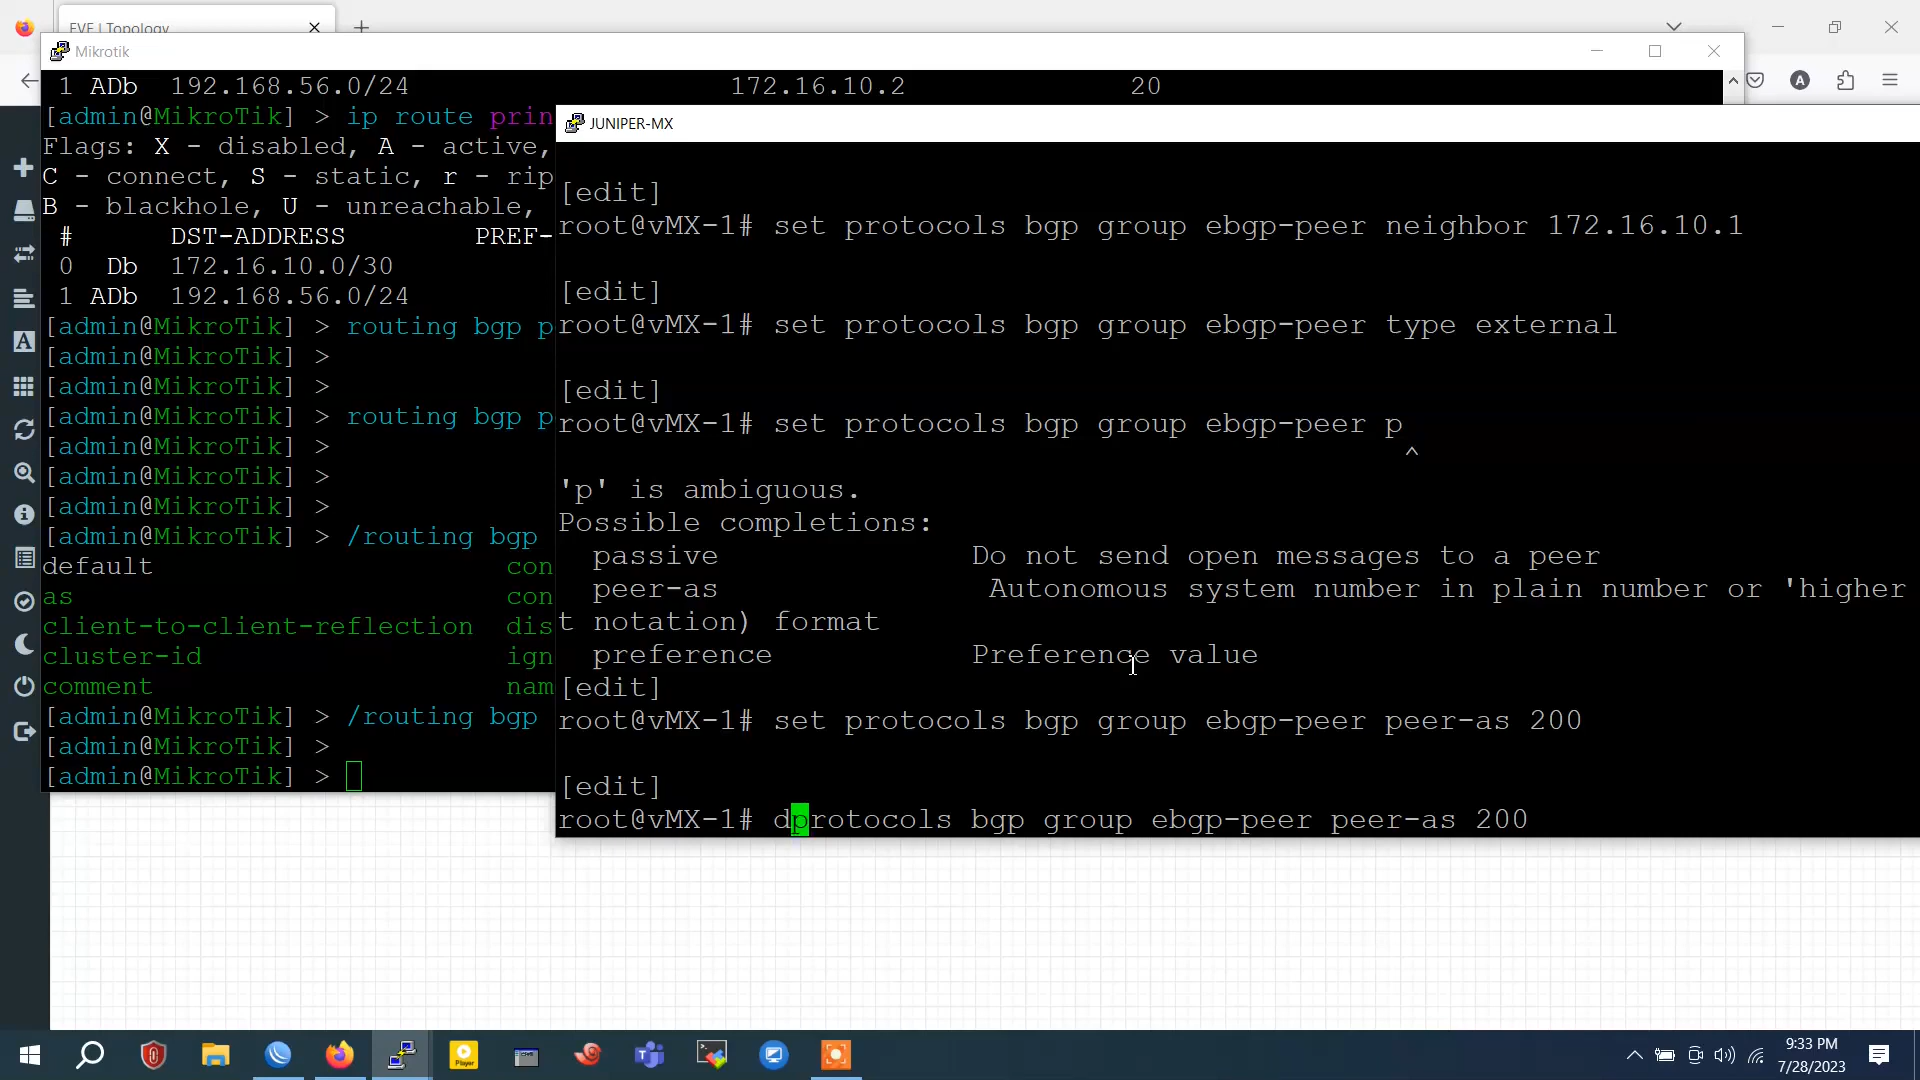 EVE | Topology
Mikrotik
1 ADb 192.168.56.0/24 172.16.10.2 20
[admin@MikroTik] > ip route prin
Flags: X - disabled, A - active,
C - connect, S - static, r - rip
B - blackhole, U - unreachable,
# DST-ADDRESS PREF-
0 Db 172.16.10.0/30
1 ADb 192.168.56.0/24
[admin@MikroTik] > routing bgp p
[admin@MikroTik] >
[admin@MikroTik] >
[admin@MikroTik] > routing bgp p
[admin@MikroTik] >
[admin@MikroTik] >
[admin@MikroTik] >
[admin@MikroTik] > /routing bgp
default con
as con
client-to-client-reflection dis
cluster-id ign
comment nam
[admin@MikroTik] > /routing bgp
[admin@MikroTik] >
[admin@MikroTik] >
JUNIPER-MX
[edit]
root@vMX-1# set protocols bgp group ebgp-peer neighbor 172.16.10.1
[edit]
root@vMX-1# set protocols bgp group ebgp-peer type external
[edit]
root@vMX-1# set protocols bgp group ebgp-peer p
^
'p' is ambiguous.
Possible completions:
passive Do not send open messages to a peer
peer-as Autonomous system number in plain number or 'higher
t notation) format
preference Preference value
[edit]
root@vMX-1# set protocols bgp group ebgp-peer peer-as 200
[edit]
root@vMX-1# dprotocols bgp group ebgp-peer peer-as 200
A
A
Player
9:33 PM
7/28/2023